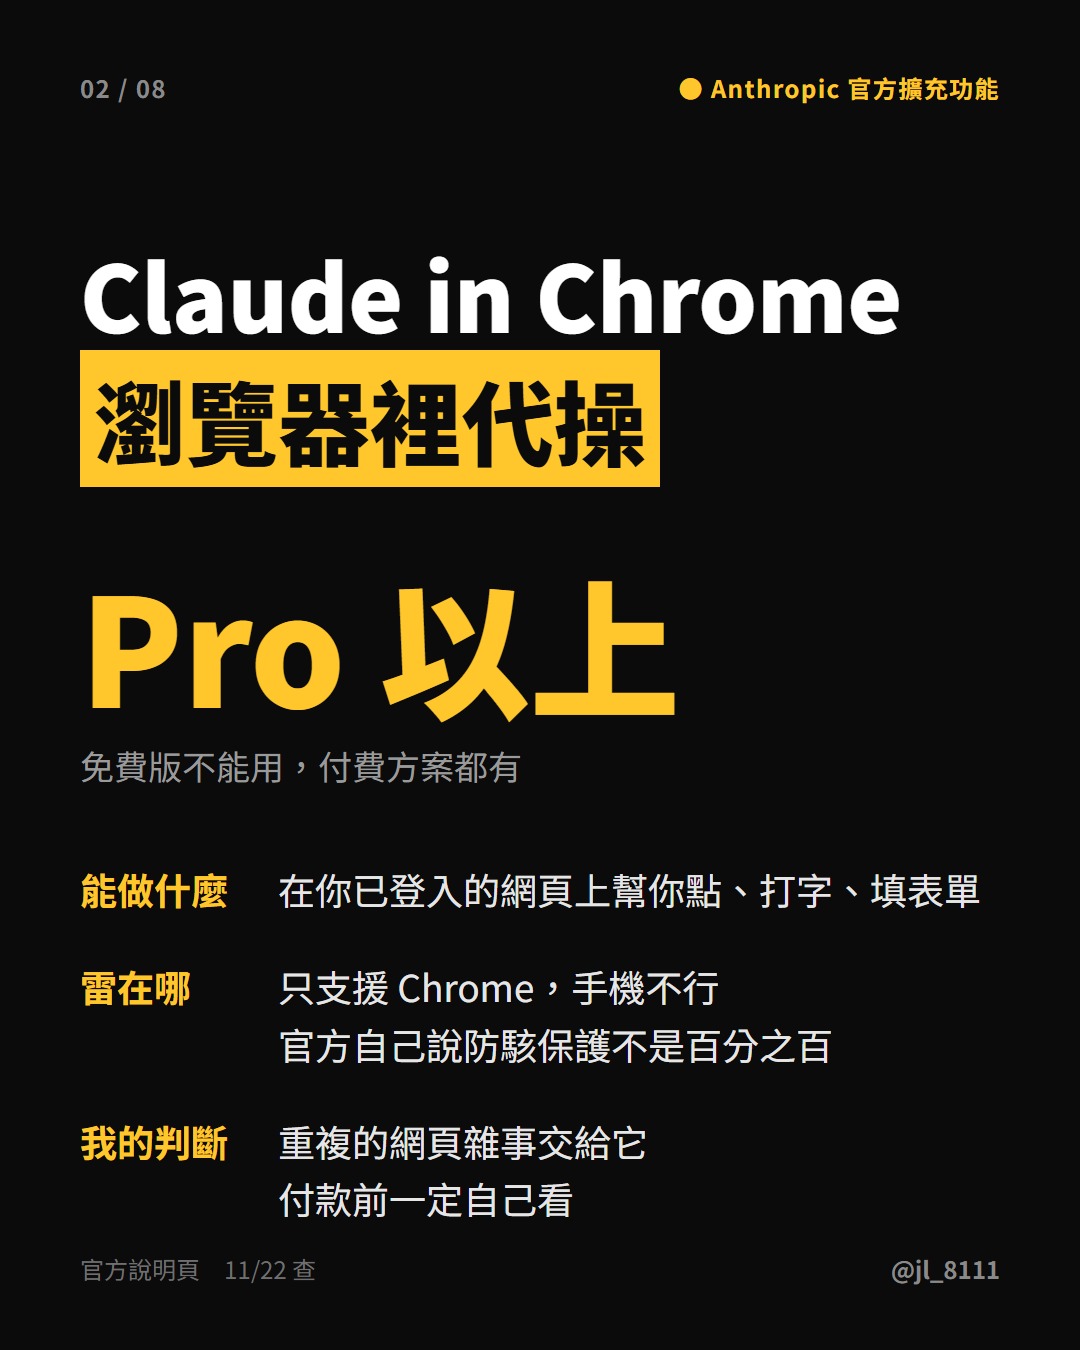 02 / 08
Anthropic 官方擴充功能
Claude in Chrome
瀏覽器裡代操
Pro 以上
免費版不能用，付費方案都有
能做什麼 在你已登入的網頁上幫你點、打字、填表單
雷在哪 只支援 Chrome，手機不行
官方自己說防駭保護不是百分之百
我的判斷 重複的網頁雜事交給它
付款前一定自己看
官方說明頁 11/22 查
@jl_8111